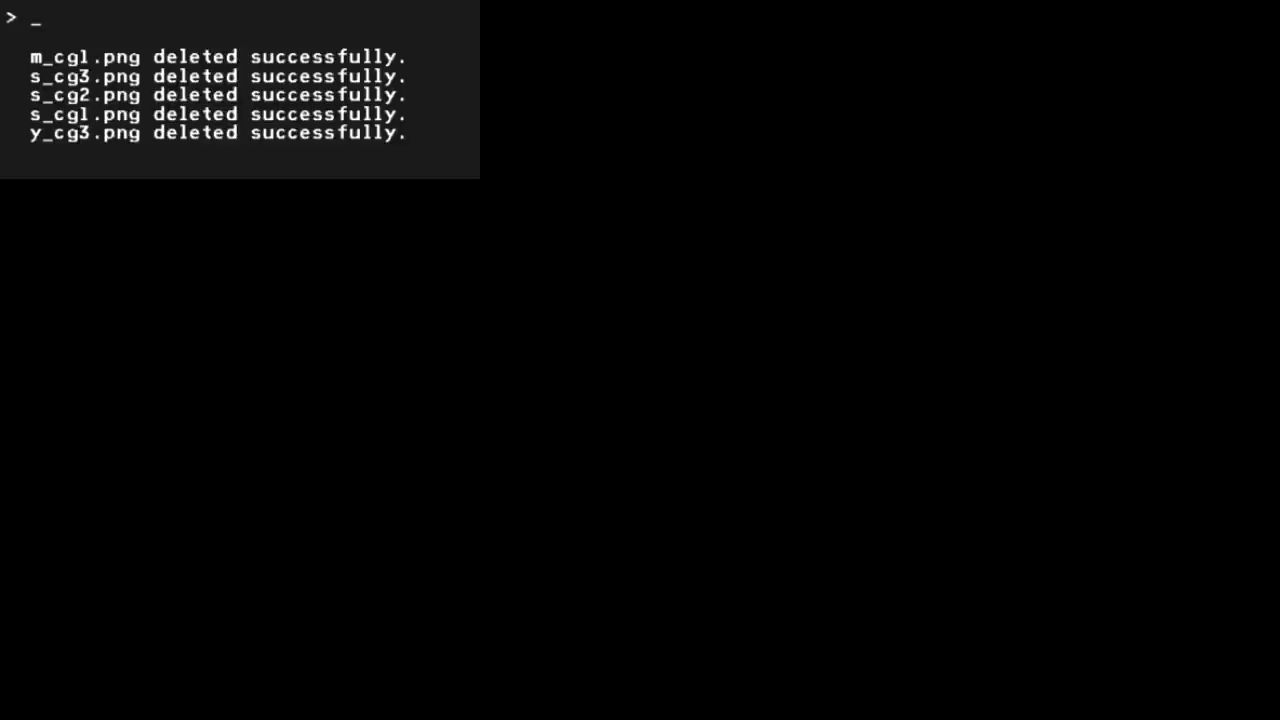 > _
m_cg1.png deleted successfully.
s_cg3.png deleted successfully.
s_cg2.png deleted successfully.
s_cg1.png deleted successfully.
y_cg3.png deleted successfully.